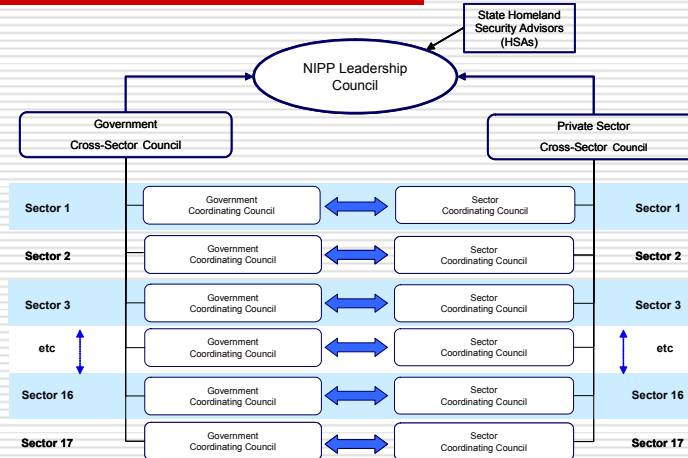 State Homeland
Security Advisors
(HSAs)
NIPP Leadership
Council
Government
Cross-Sector Council
Private Sector
Cross-Sector Council
Sector 1
Government
Coordinating Council
Sector
Coordinating Council
Sector 1
Sector 2
Government
Coordinating Council
Sector
Coordinating Council
Sector 2
Sector 3
Government
Coordinating Council
Sector
Coordinating Council
Sector 3
etc
Government
Coordinating Council
Sector
Coordinating Council
etc
Sector 16
Government
Coordinating Council
Sector
Coordinating Council
Sector 16
Sector 17
Government
Coordinating Council
Sector
Coordinating Council
Sector 17